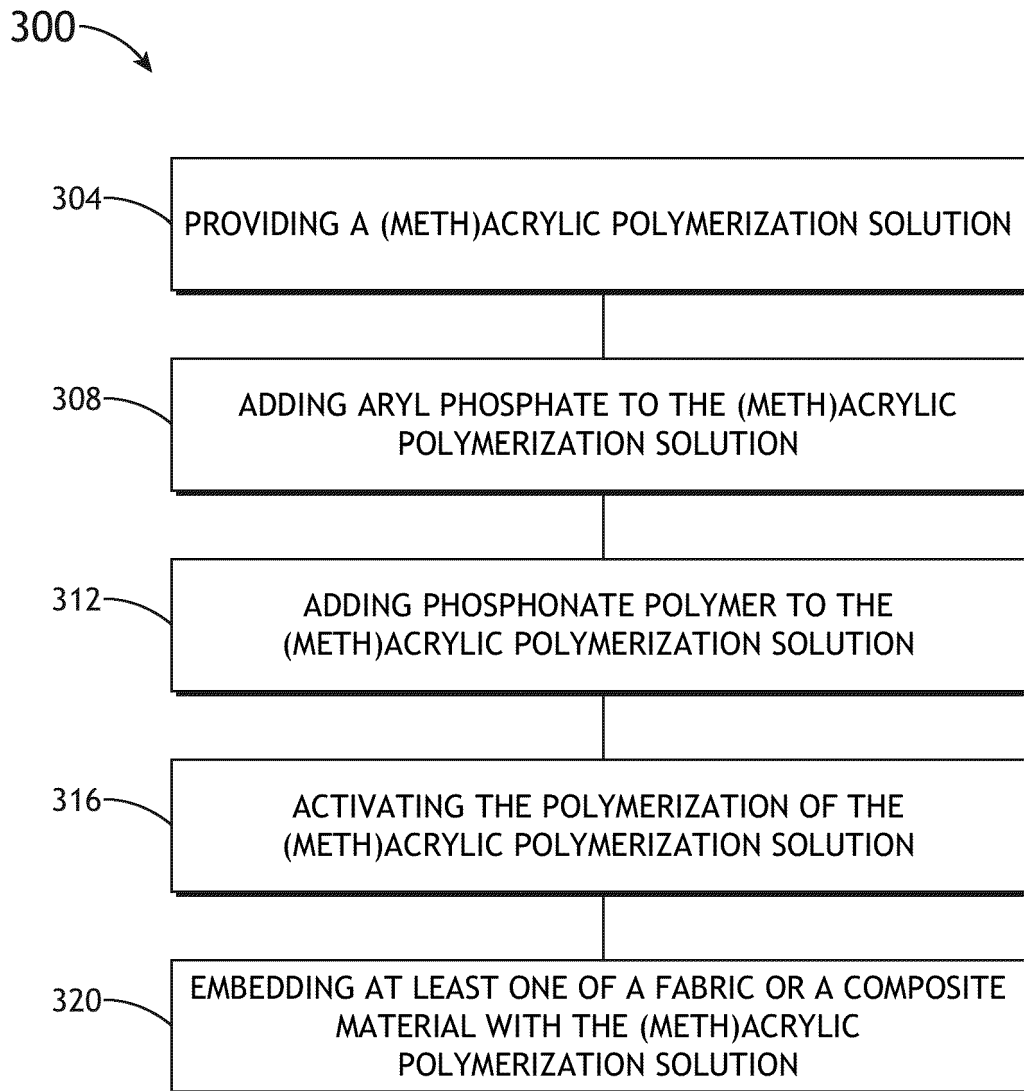 300
304
PROVIDING A (METH)ACRYLIC POLYMERIZATION SOLUTION
308
ADDING ARYL PHOSPHATE TO THE (METH)ACRYLIC
POLYMERIZATION SOLUTION
312
ADDING PHOSPHONATE POLYMER TO THE
(METH)ACRYLIC POLYMERIZATION SOLUTION
316
ACTIVATING THE POLYMERIZATION OF THE
(METH)ACRYLIC POLYMERIZATION SOLUTION
320
EMBEDDING AT LEAST ONE OF A FABRIC OR A COMPOSITE
MATERIAL WITH THE (METH)ACRYLIC
POLYMERIZATION SOLUTION